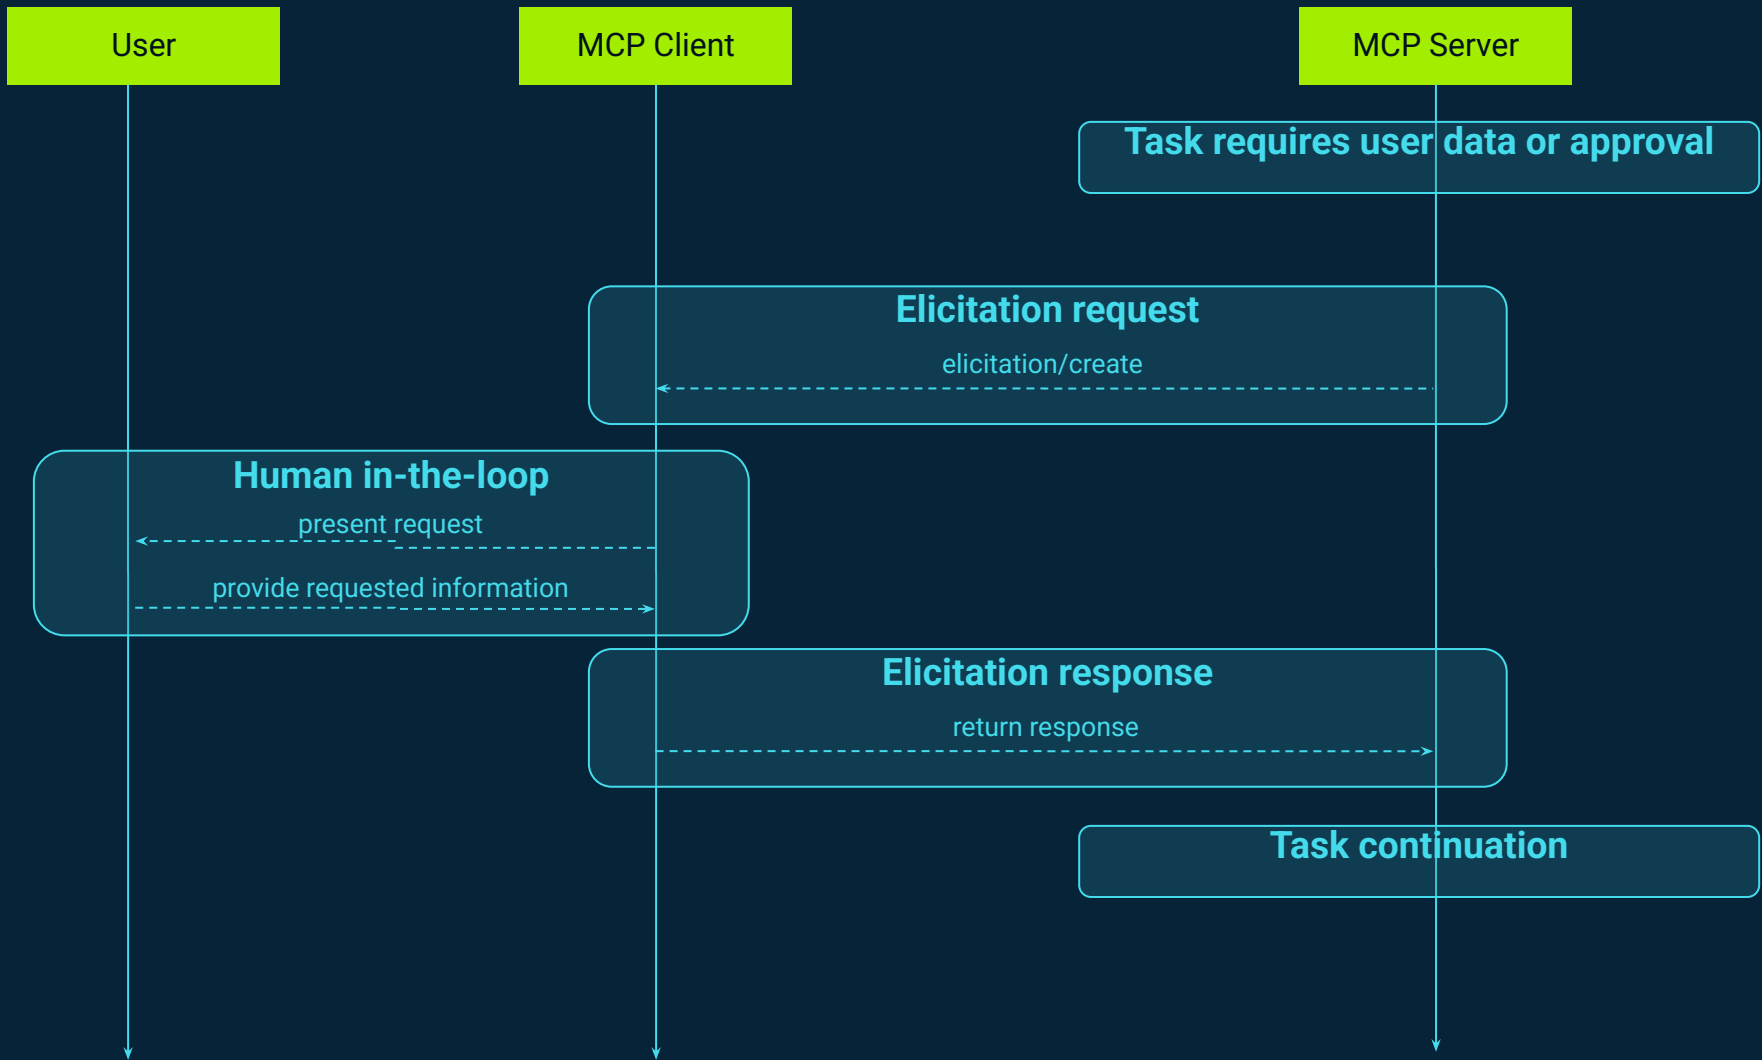 User
MCP Client
MCP Server
Task requires user data or approval
Elicitation request
elicitation/create
Human in-the-loop
present request
provide requested information
Elicitation response
return response
Task continuation